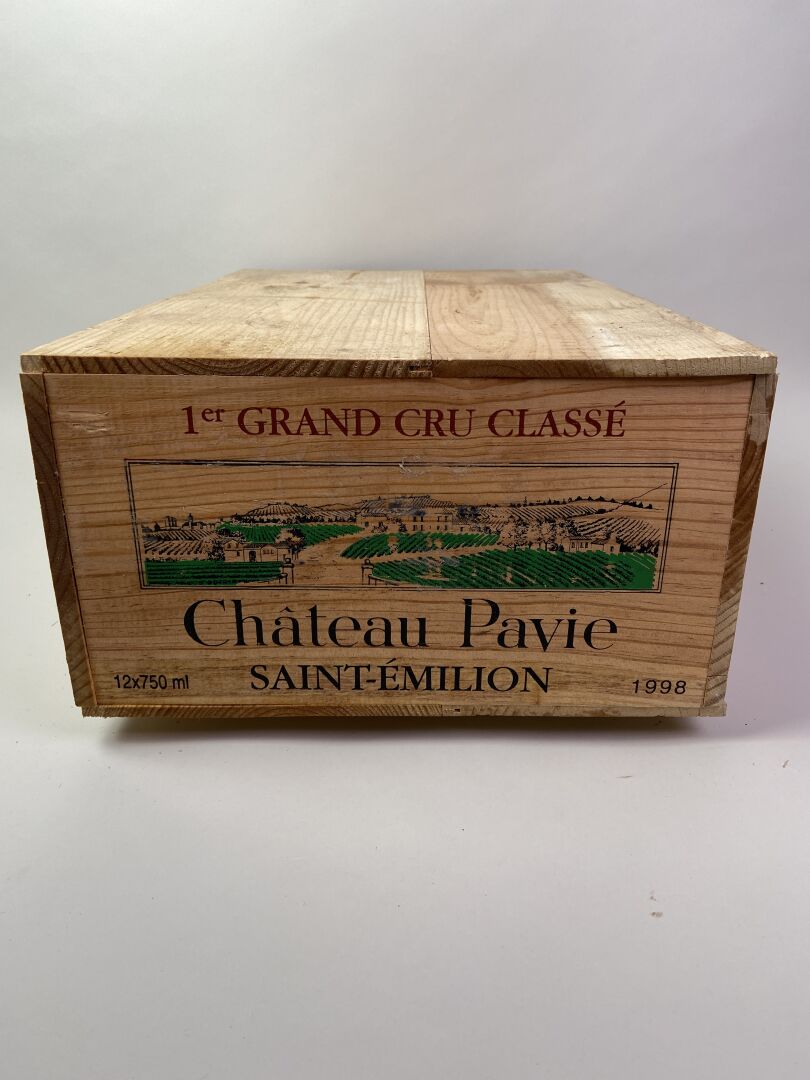 1er GRAND CRU CLASSÉ
Château Pavie
SAINT-ÉMILION
12x750 ml
1998